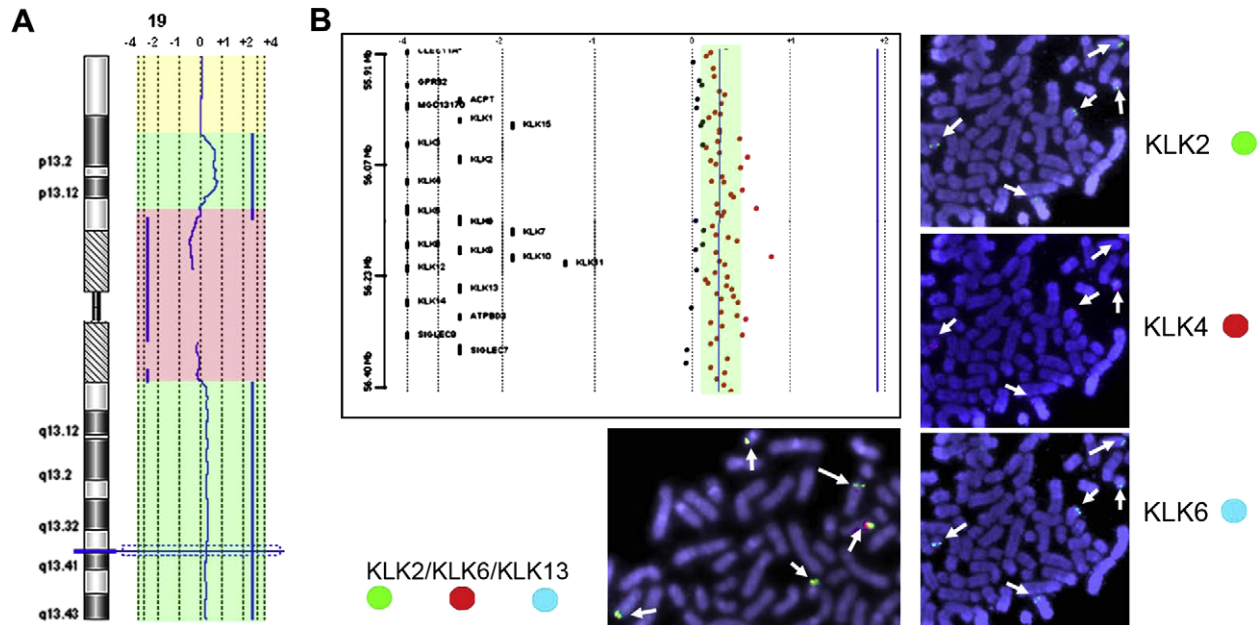 A
19
-4 -2 -1 0 +1 +2 +4
p13.2
p13.12
q13.12
q13.2
q13.32
q13.41
q13.43
B
-4 -2 -1 0 +1 +2
55.91 Mb
56.07 Mb
56.23 Mb
56.40 Mb
GPR32
MGC13170 ACPT
KLK1 KLK15
KLK3
KLK2
KLK4
KLK5
KLK6
KLK7
KLK8
KLK9
KLK10
KLK11
KLK12
KLK13
KLK14
ATPBD3
SIGLEC9
SIGLEC7
KLK2
KLK4
KLK6
KLK2/KLK6/KLK13